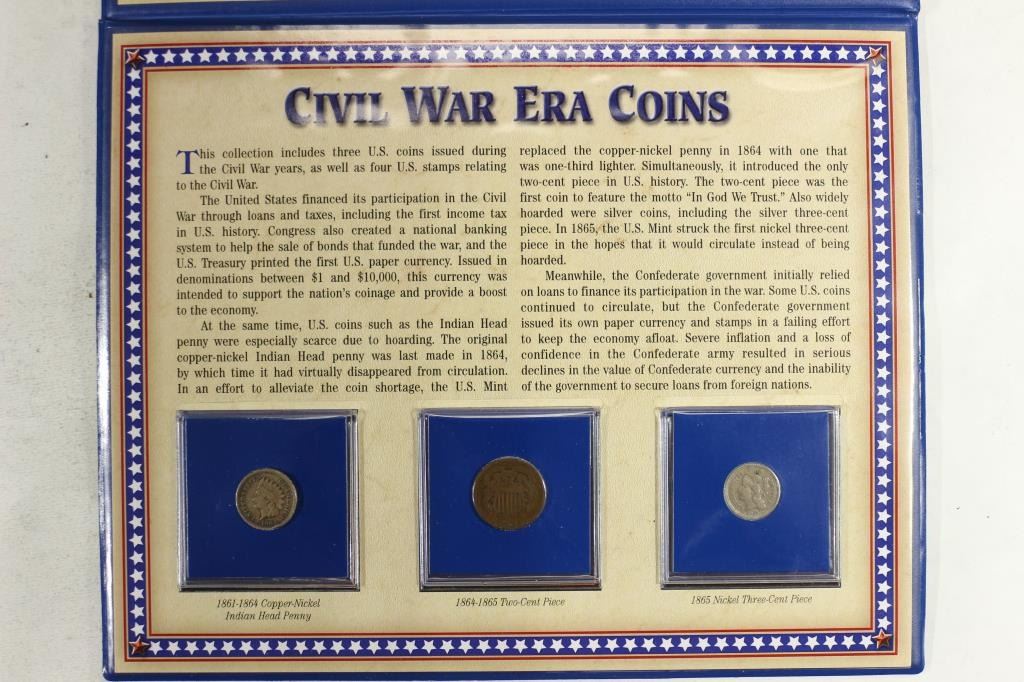 CIVIL WAR ERA COINS
This collection includes three U.S. coins issued during
the Civil War years, as well as four U.S. stamps relating
to the Civil War.
The United States financed its participation in the Civil
War through loans and taxes, including the first income tax
in U.S. history. Congress also created a national banking
system to help the sale of bonds that funded the war, and the
U.S. Treasury printed the first U.S. paper currency. Issued in
denominations between $1 and $10,000, this currency was
intended to support the nation's coinage and provide a boost
to the economy.
At the same time, U.S. coins such as the Indian Head
penny were especially scarce due to hoarding. The original
copper-nickel Indian Head penny was last made in 1864,
by which time it had virtually disappeared from circulation.
In an effort to alleviate the coin shortage, the U.S. Mint
replaced the copper-nickel penny in 1864 with one that
was one-third lighter. Simultaneously, it introduced the only
two-cent piece in U.S. history. The two-cent piece was the
first coin to feature the motto “In God We Trust.” Also widely
hoarded were silver coins, including the silver three-cent
piece. In 1865, the U.S. Mint struck the first nickel three-cent
piece in the hopes that it would circulate instead of being
hoarded.
Meanwhile, the Confederate government initially relied
on loans to finance its participation in the war. Some U.S. coins
continued to circulate, but the Confederate government
issued its own paper currency and stamps in a failing effort
to keep the economy afloat. Severe inflation and a loss of
confidence in the Confederate army resulted in serious
declines in the value of Confederate currency and the inability
of the government to secure loans from foreign nations.
1861-1864 Copper-Nickel
Indian Head Penny
1864-1865 Two-Cent Piece
1865 Nickel Three-Cent Piece